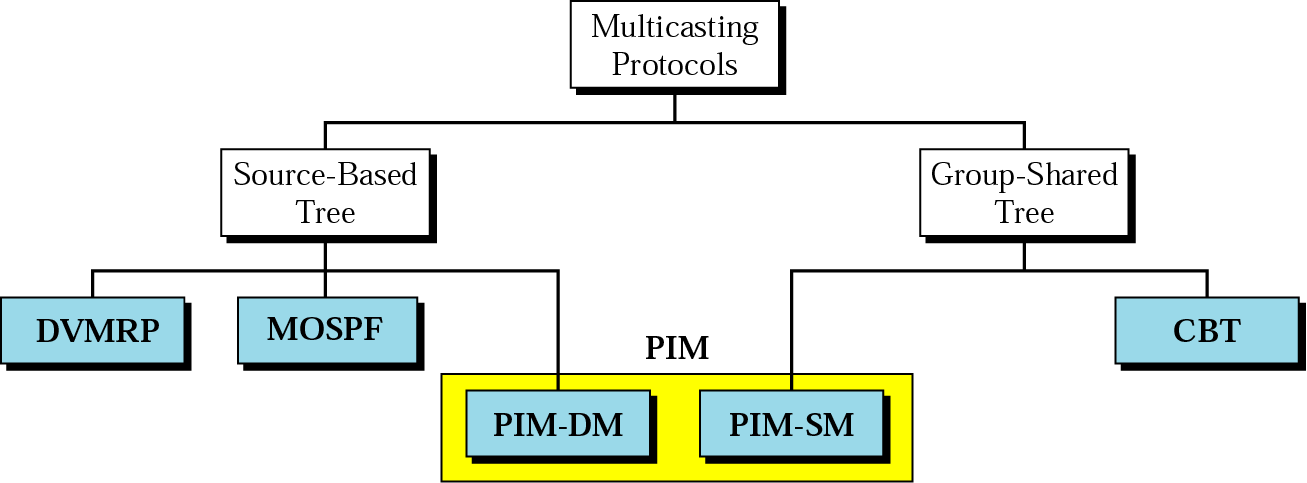 Multicasting
Protocols
Source-Based
Tree
Group-Shared
Tree
DVMRP
MOSPF
CBT
PIM
PIM-DM
PIM-SM